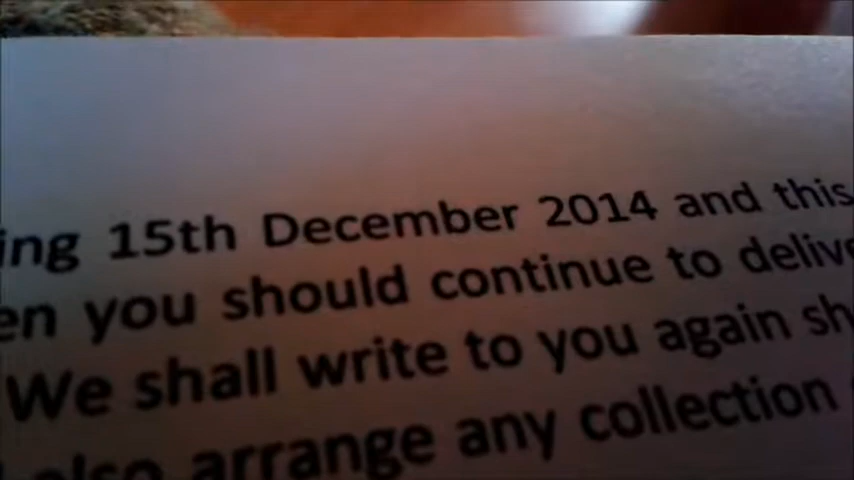 ing 15th December 2014 and this
en you should continue to delive
We shall write to you again sh
also arrange any collection